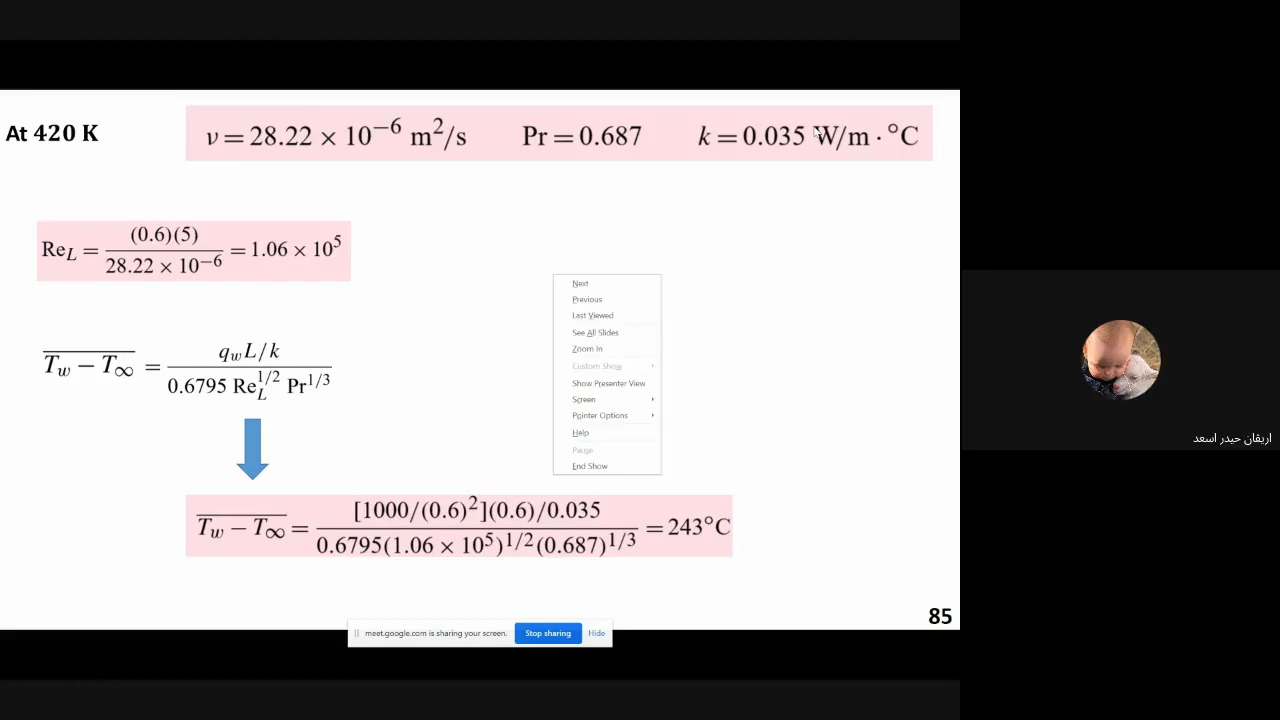 At 420 K
ν = 28.22 × 10⁻⁶ m²/s Pr = 0.687 k = 0.035 W/m · °C
Re_L = (0.6)(5) / 28.22 × 10⁻⁶ = 1.06 × 10⁵
\overline{T_w − T_∞} = q_w L/k / 0.6795 Re_L^{1/2} Pr^{1/3}
Next
Previous
Last Viewed
See All Slides
Zoom In
Custom Show
Show Presenter View
Screen
Pointer Options
Help
Pause
End Show
\overline{T_w − T_∞} = [1000/(0.6)²](0.6)/0.035 / 0.6795(1.06 × 10⁵)^{1/2}(0.687)^{1/3} = 243°C
85
meet.google.com is sharing your screen. Stop sharing Hide
اريقان حيدر اسعد